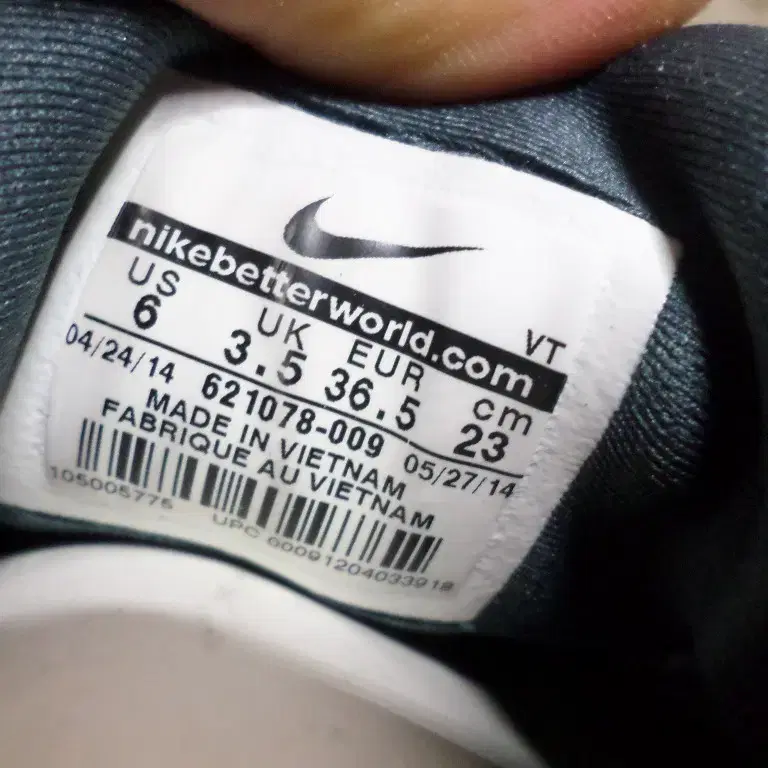 nikebetterworld.com
US UK EUR cm VT
6 3.5 36.5 23
04/24/14 621078-009 05/27/14
MADE IN VIETNAM
FABRIQUE AU VIETNAM
105005775
UPC 00091204033918